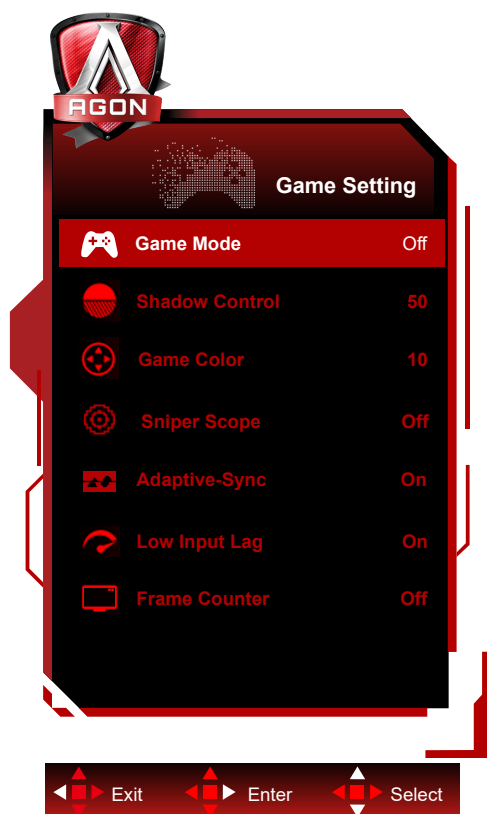 AGON
Game Setting
Game Mode Off
Shadow Control 50
Game Color 10
Sniper Scope Off
Adaptive-Sync On
Low Input Lag On
Frame Counter Off
Exit Enter Select